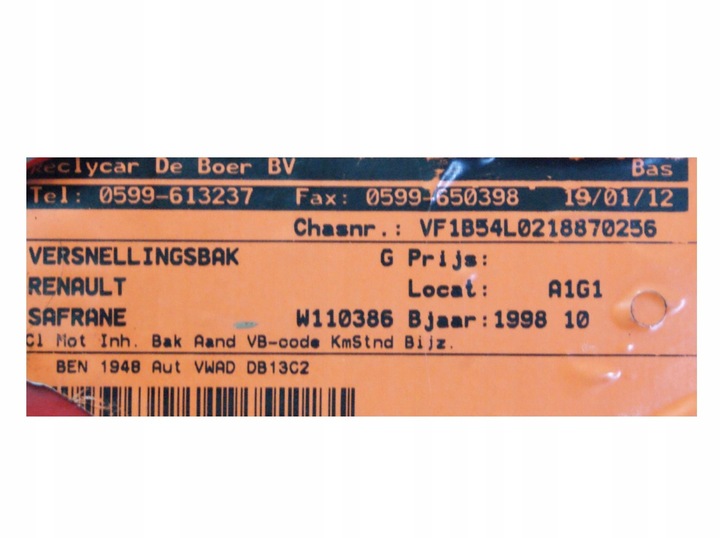 Reclycar De Boer BV Bas
Tel: 0599-613237 Fax: 0599-650398 19/01/12
Chasnr.: VF1B54L0218870256
VERSNELLINGSBAK G Prijs:
RENAULT Locat: A1G1
SAFRANE W110386 Bjaar:1998 10
Cl Mot Inh. Bak Aand VB-code KmStnd Bijz.
BEN 1948 Aut VWAD DB13C2